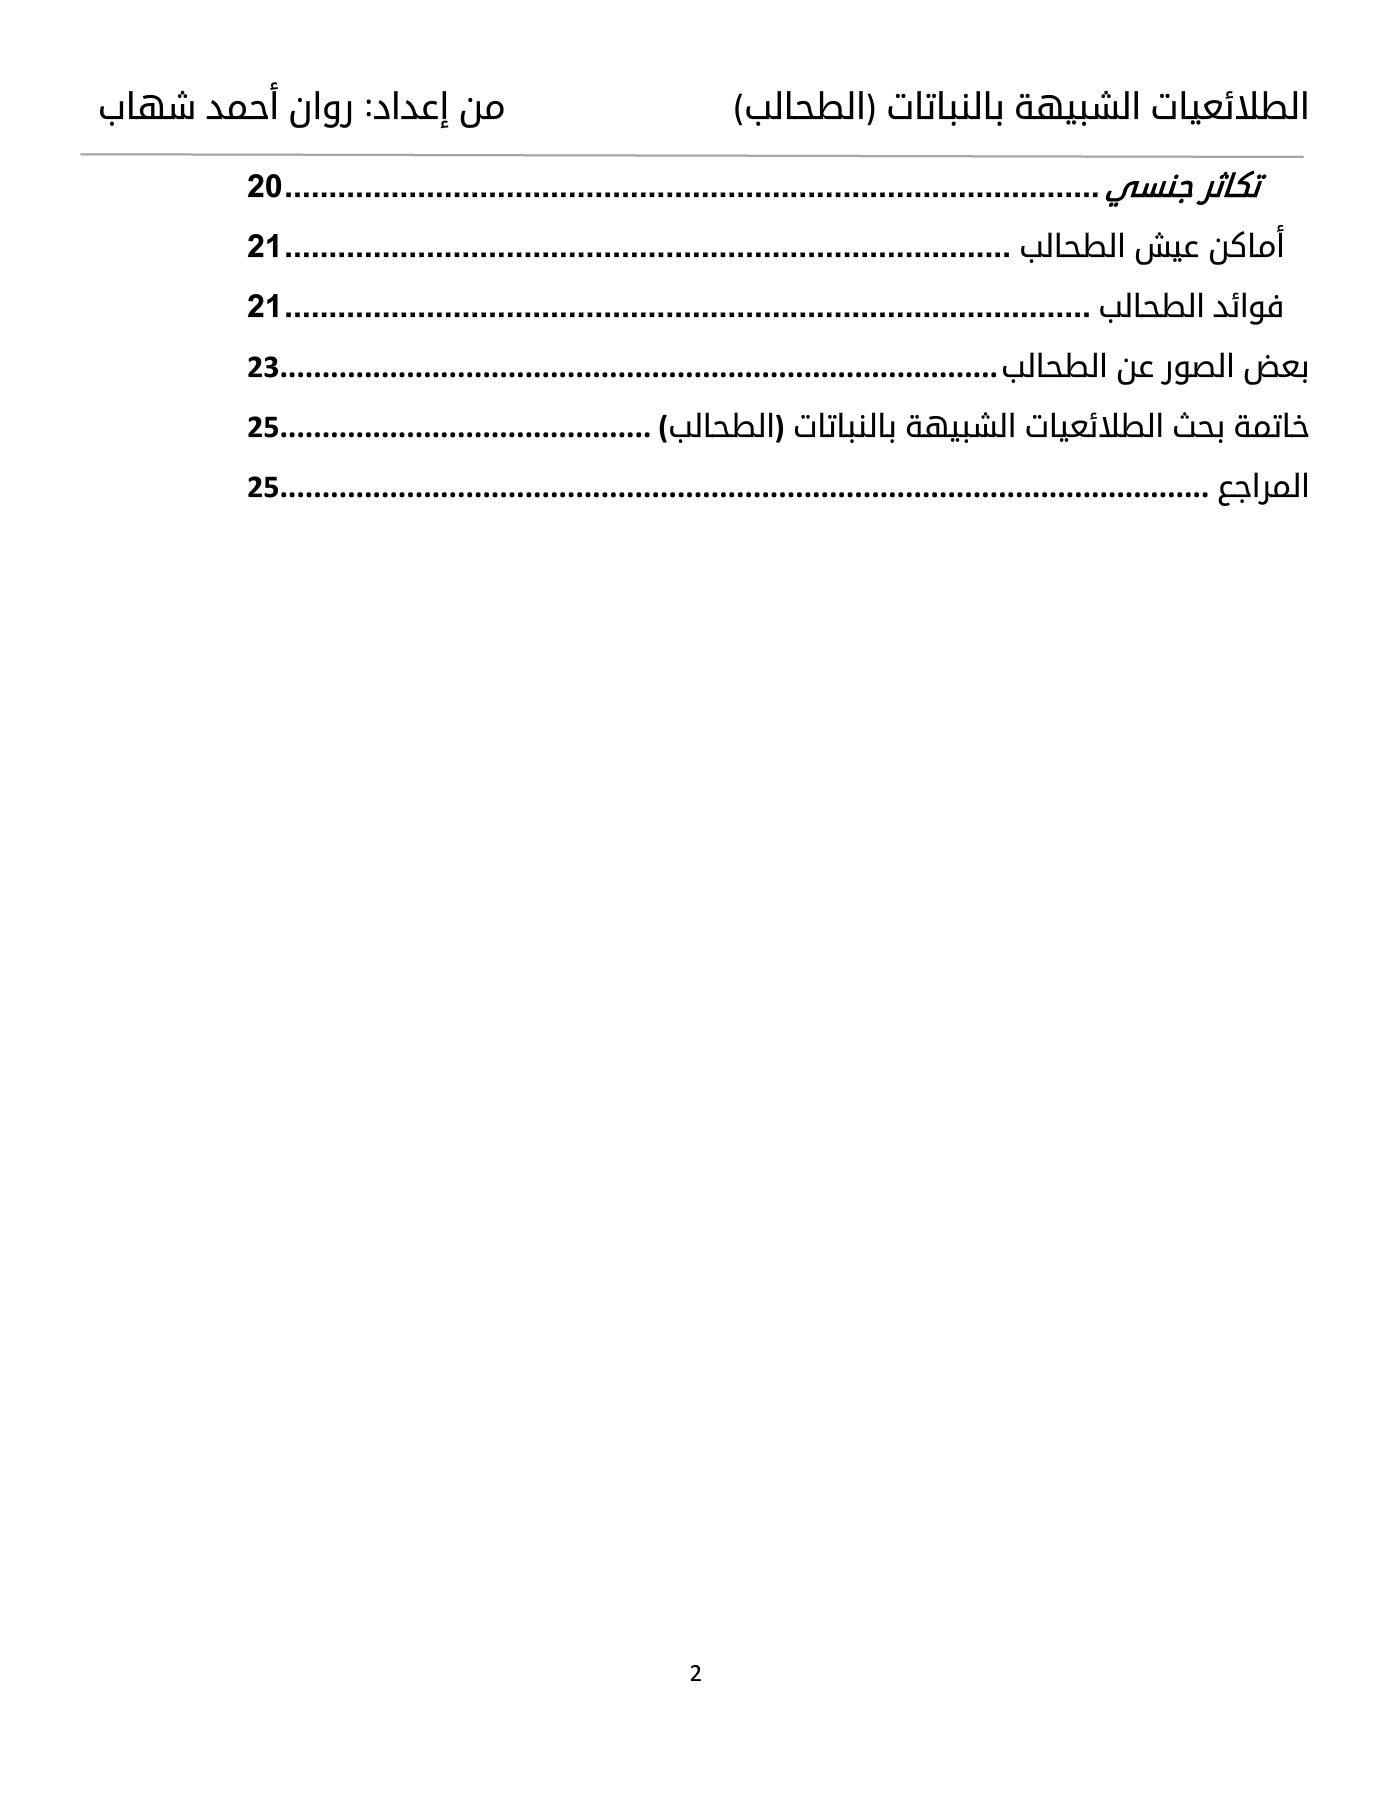 الطلائعيات الشبيهة بالنباتات (الطحالب) من إعداد: روان أحمد شهاب
تكاثر جنسي ............................................................................................ 20
أماكن عيش الطحالب .................................................................................. 21
فوائد الطحالب ........................................................................................... 21
بعض الصور عن الطحالب..................................................................................... 23
خاتمة بحث الطلائعيات الشبيهة بالنباتات (الطحالب) ............................................ 25
المراجع .............................................................................................................. 25
2